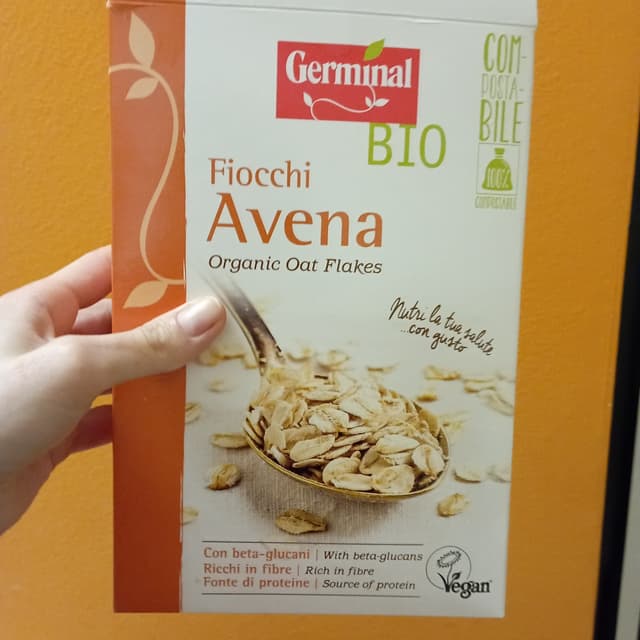 Germinal
BIO
COM-
POSTA-
BILE
100%
COMPOSTABILE
Fiocchi
Avena
Organic Oat Flakes
Nutri la tua salute
...con gusto
Con beta-glucani | With beta-glucans
Ricchi in fibre | Rich in fibre
Fonte di proteine | Source of protein
Vegan